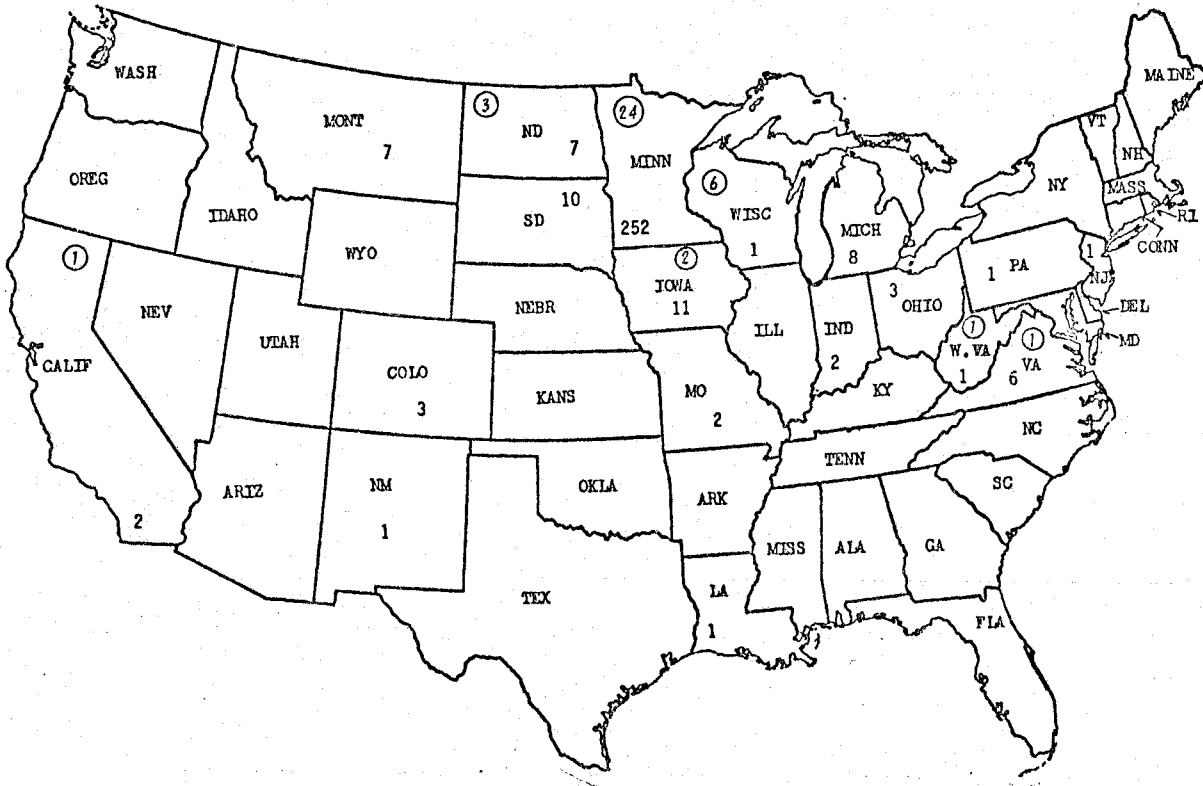 WASH
MONT
7
③
ND
7
㉔
MINN
252
MAINE
VT
NH
MASS
RI
CONN
NY
OREG
IDAHO
WYO
SD
10
⑥
WISC
1
MICH
8
①
CALIF
2
NEV
UTAH
COLO
3
NEBR
KANS
②
IOWA
11
ILL
IND
2
3
OHIO
1
PA
1
NJ
DEL
MD
①
W.VA
1
①
VA
6
KY
MO
2
ARIZ
NM
1
OKLA
ARK
TENN
NC
SC
TEX
LA
1
MISS
ALA
GA
FLA